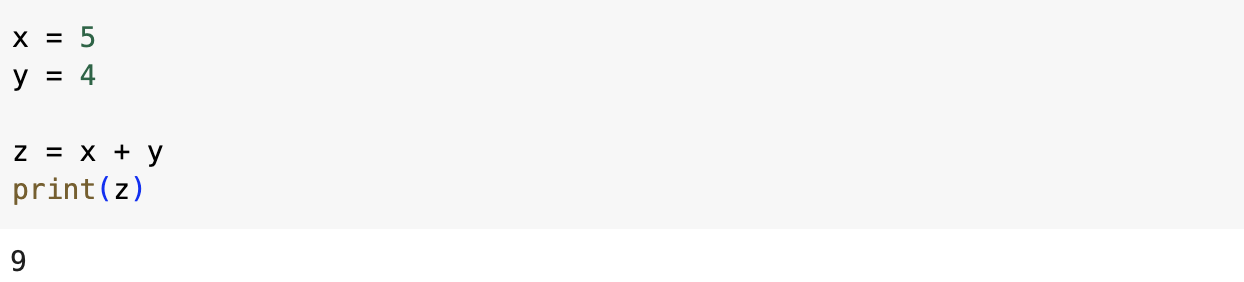 x = 5
y = 4
z = x + y
print(z)
9